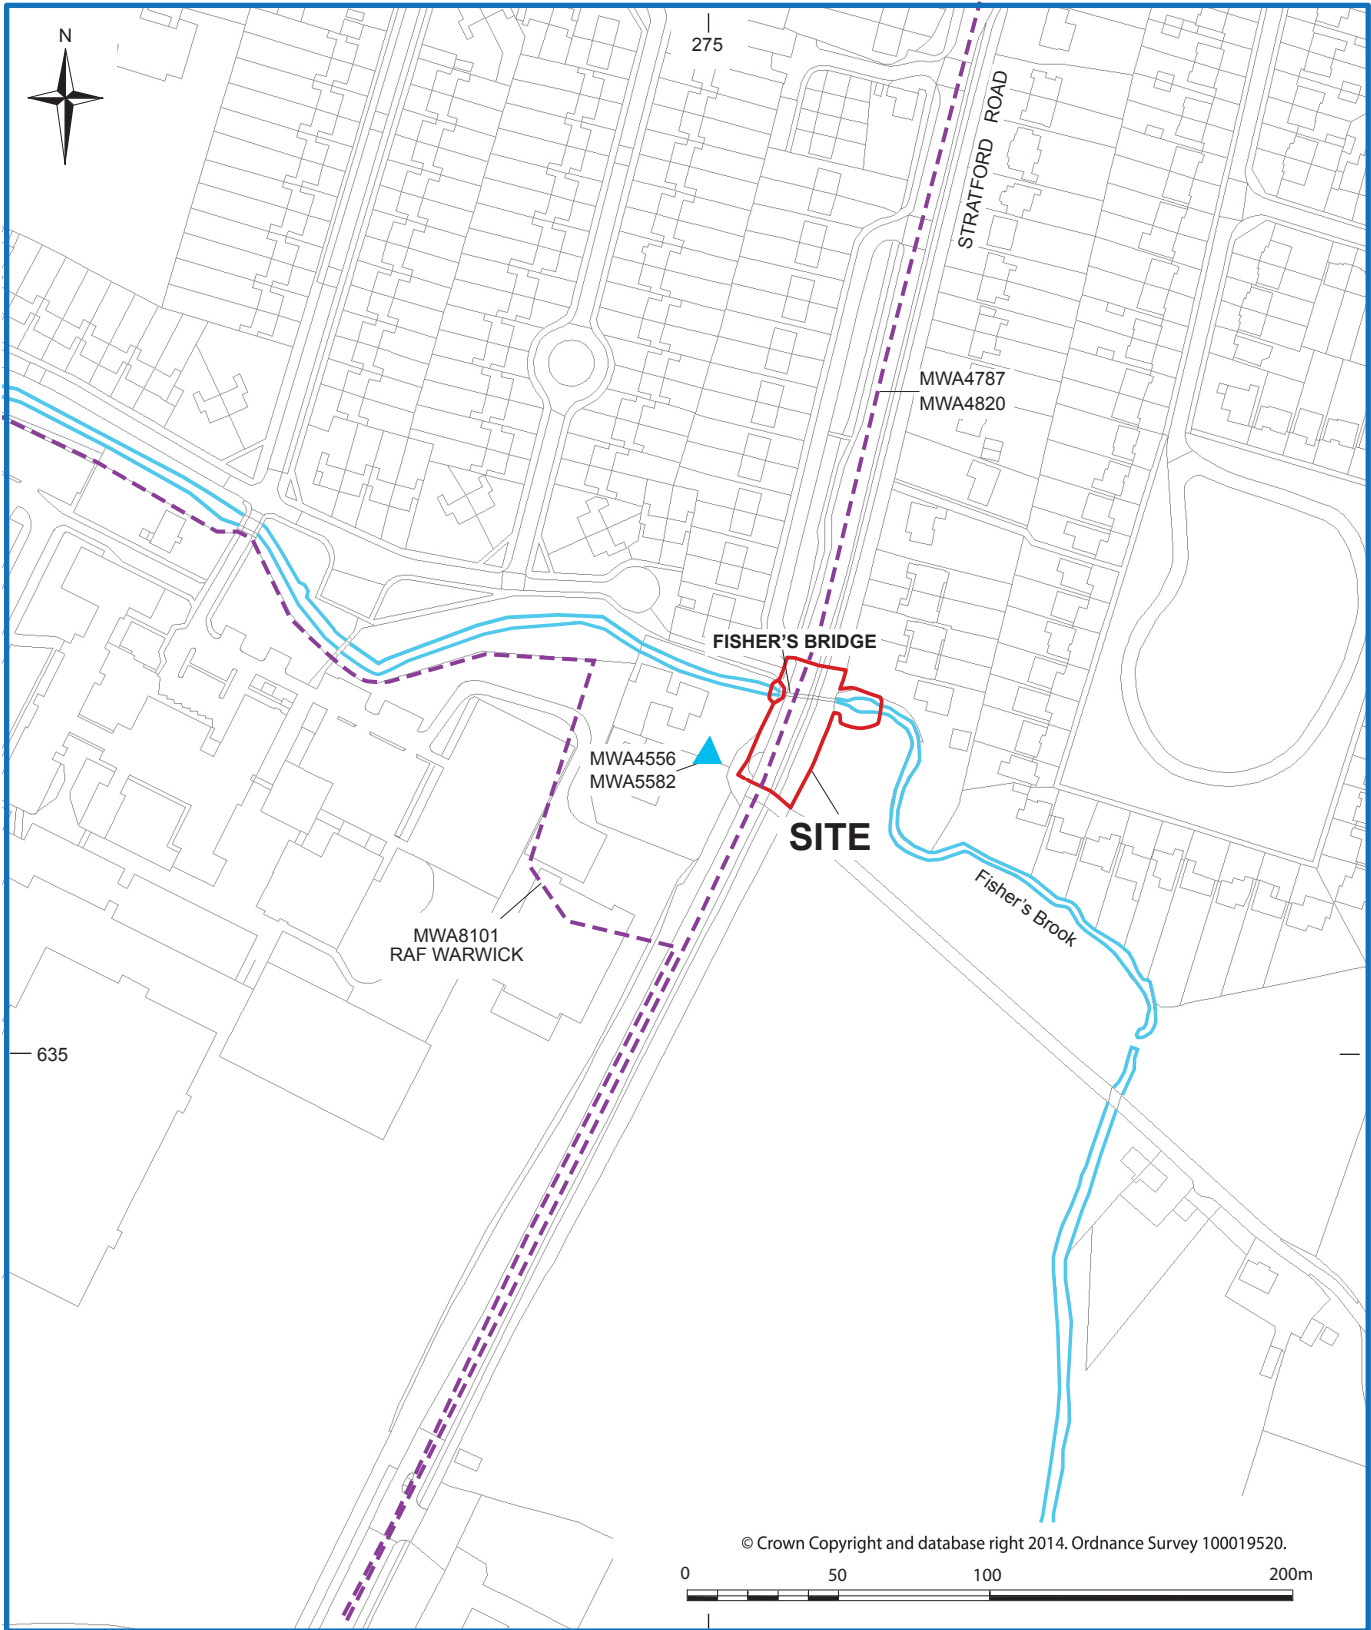 N
275
STRATFORD ROAD
MWA4787
MWA4820
FISHER'S BRIDGE
MWA4556
MWA5582
SITE
Fisher's Brook
MWA8101
RAF WARWICK
635
© Crown Copyright and database right 2014. Ordnance Survey 100019520.
0 50 100 200m